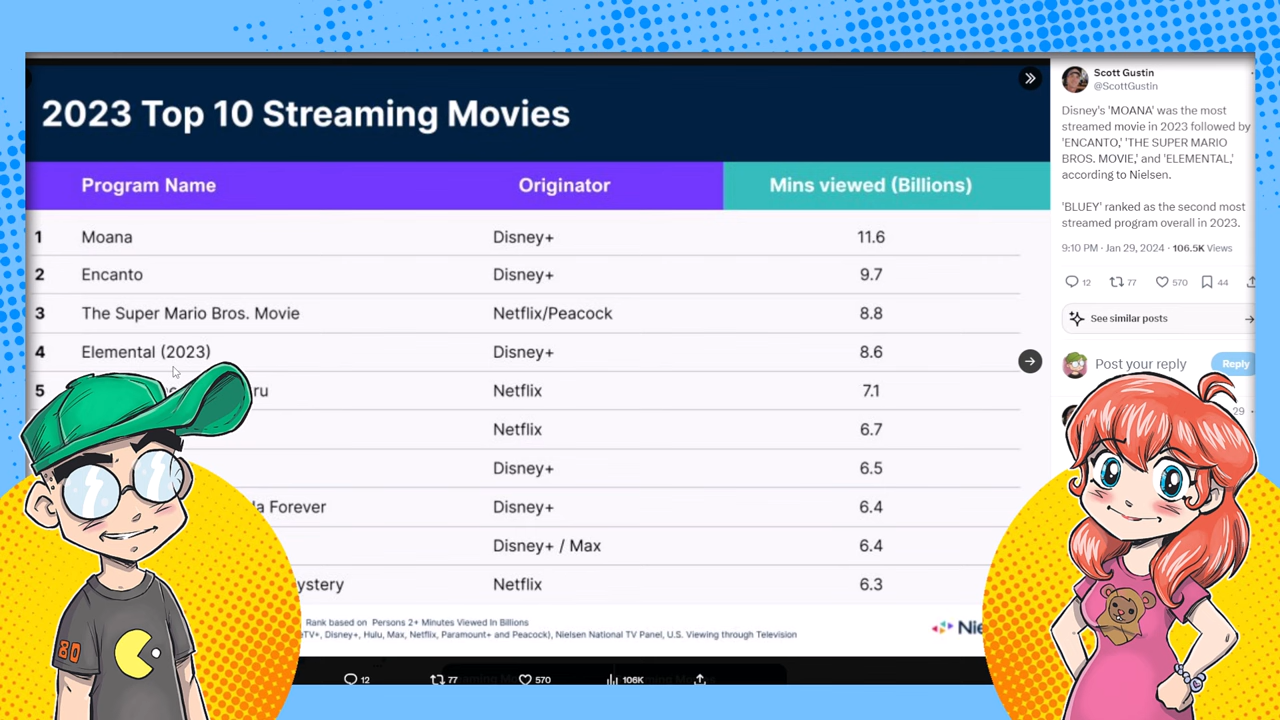 2023 Top 10 Streaming Movies
Program Name Originator Mins viewed (Billions)
1 Moana Disney+ 11.6
2 Encanto Disney+ 9.7
3 The Super Mario Bros. Movie Netflix/Peacock 8.8
4 Elemental (2023) Disney+ 8.6
5 Netflix 7.1
Netflix 6.7
Disney+ 6.5
Forever Disney+ 6.4
Disney+ / Max 6.4
Netflix 6.3
Rank based on Persons 2+ Minutes Viewed In Billions
Disney+, Hulu, Max, Netflix, Paramount+ and Peacock), Nielsen National TV Panel, U.S. Viewing through Television
12 77 570 106K
Scott Gustin
@ScottGustin
Disney's 'MOANA' was the most
streamed movie in 2023 followed by
'ENCANTO,' 'THE SUPER MARIO
BROS. MOVIE,' and 'ELEMENTAL,'
according to Nielsen.
'BLUEY' ranked as the second most
streamed program overall in 2023.
9:10 PM · Jan 29, 2024 · 106.5K Views
12 77 570 44
See similar posts
Post your reply Reply
29
80